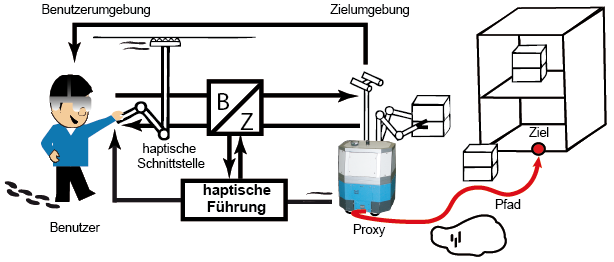 Benutzerumgebung
Zielumgebung
B
Z
haptische
Schnittstelle
haptische
Führung
Ziel
Pfad
Proxy
Benutzer